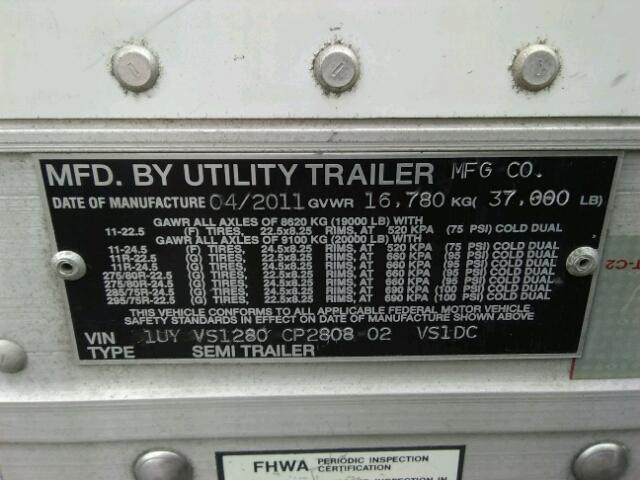 MFD. BY UTILITY TRAILER MFG CO.
DATE OF MANUFACTURE 04/2011 GVWR 16,780 KG( 37,000 LB)
GAWR ALL AXLES OF 8620 KG (19000 LB) WITH
11-22.5 (F) TIRES, 22.5x8.25 RIMS, AT 520 KPA (75 PSI) COLD DUAL
GAWR ALL AXLES OF 9100 KG (20000 LB) WITH
11-24.5 (F) TIRES, 24.5x8.25 RIMS, AT 520 KPA (75 PSI) COLD DUAL
11R-22.5 (G) TIRES, 22.5x8.25 RIMS, AT 660 KPA (95 PSI) COLD DUAL
11R-24.5 (G) TIRES, 24.5x8.25 RIMS, AT 660 KPA (95 PSI) COLD DUAL
275/80R-22.5 (G) TIRES, 22.5x8.25 RIMS, AT 660 KPA (95 PSI) COLD DUAL
275/80R-24.5 (G) TIRES, 24.5x8.25 RIMS, AT 660 KPA (95 PSI) COLD DUAL
285/75R-24.5 (G) TIRES, 24.5x8.25 RIMS, AT 660 KPA (95 PSI) COLD DUAL
295/75R-22.5 (G) TIRES, 22.5x8.25 RIMS, AT 690 KPA (100 PSI) COLD DUAL
THIS VEHICLE CONFORMS TO ALL APPLICABLE FEDERAL MOTOR VEHICLE
SAFETY STANDARDS IN EFFECT ON DATE OF MANUFACTURE SHOWN ABOVE
VIN 1UY VS1280 CP2808 02 VS1DC
TYPE SEMI TRAILER
T-C2
FHWA PERIODIC INSPECTION
CERTIFICATION